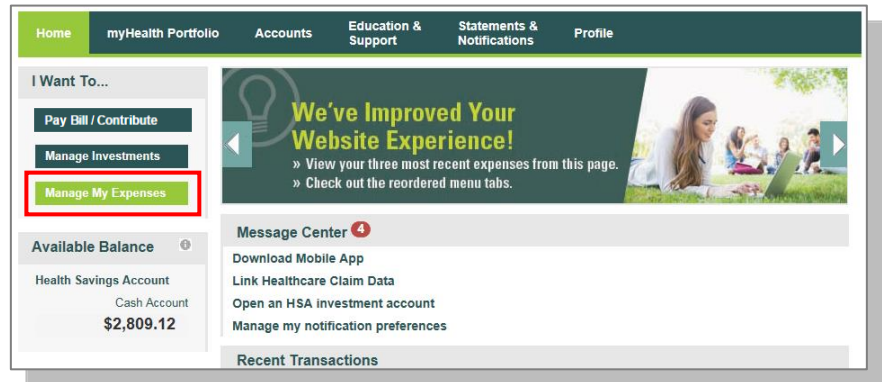 Home
myHealth Portfolio
Accounts
Education &
Support
Statements &
Notifications
Profile
I Want To...
Pay Bill / Contribute
Manage Investments
Manage My Expenses
Available Balance
Health Savings Account
Cash Account
$2,809.12
We've Improved Your
Website Experience!
» View your three most recent expenses from this page.
» Check out the reordered menu tabs.
Message Center 4
Download Mobile App
Link Healthcare Claim Data
Open an HSA investment account
Manage my notification preferences
Recent Transactions